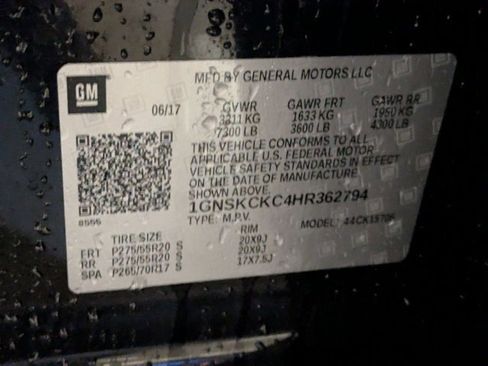 MFD BY GENERAL MOTORS LLC
GM
06/17
GVWR GAWR FRT GAWR RR
3311 KG 1633 KG 1950 KG
7300 LB 3600 LB 4300 LB
THIS VEHICLE CONFORMS TO ALL
APPLICABLE U.S. FEDERAL MOTOR
VEHICLE SAFETY STANDARDS IN EFFECT
ON THE DATE OF MANUFACTURE
SHOWN ABOVE.
1GNSKCKC4HR362794
8556
TYPE: M.P.V. MODEL:
TIRE SIZE RIM
FRT P275/55R20 S 20X9J
RR P275/55R20 S 20X9J
SPA P265/70R17 S 17X7.5J